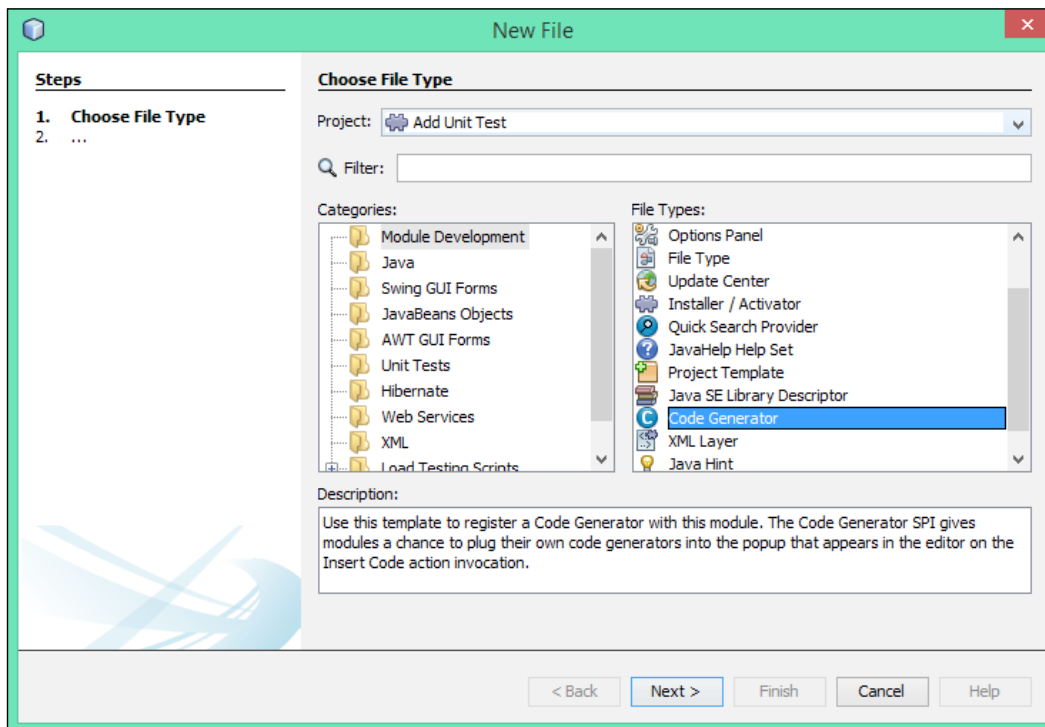 New File
Steps
1. Choose File Type
2. ...
Choose File Type
Project: Add Unit Test
Filter:
Categories:
Module Development
Java
Swing GUI Forms
JavaBeans Objects
AWT GUI Forms
Unit Tests
Hibernate
Web Services
XML
Load Testing Scripts
File Types:
Options Panel
File Type
Update Center
Installer / Activator
Quick Search Provider
JavaHelp Help Set
Project Template
Java SE Library Descriptor
Code Generator
XML Layer
Java Hint
Description:
Use this template to register a Code Generator with this module. The Code Generator SPI gives
modules a chance to plug their own code generators into the popup that appears in the editor on the
Insert Code action invocation.
< Back Next > Finish Cancel Help